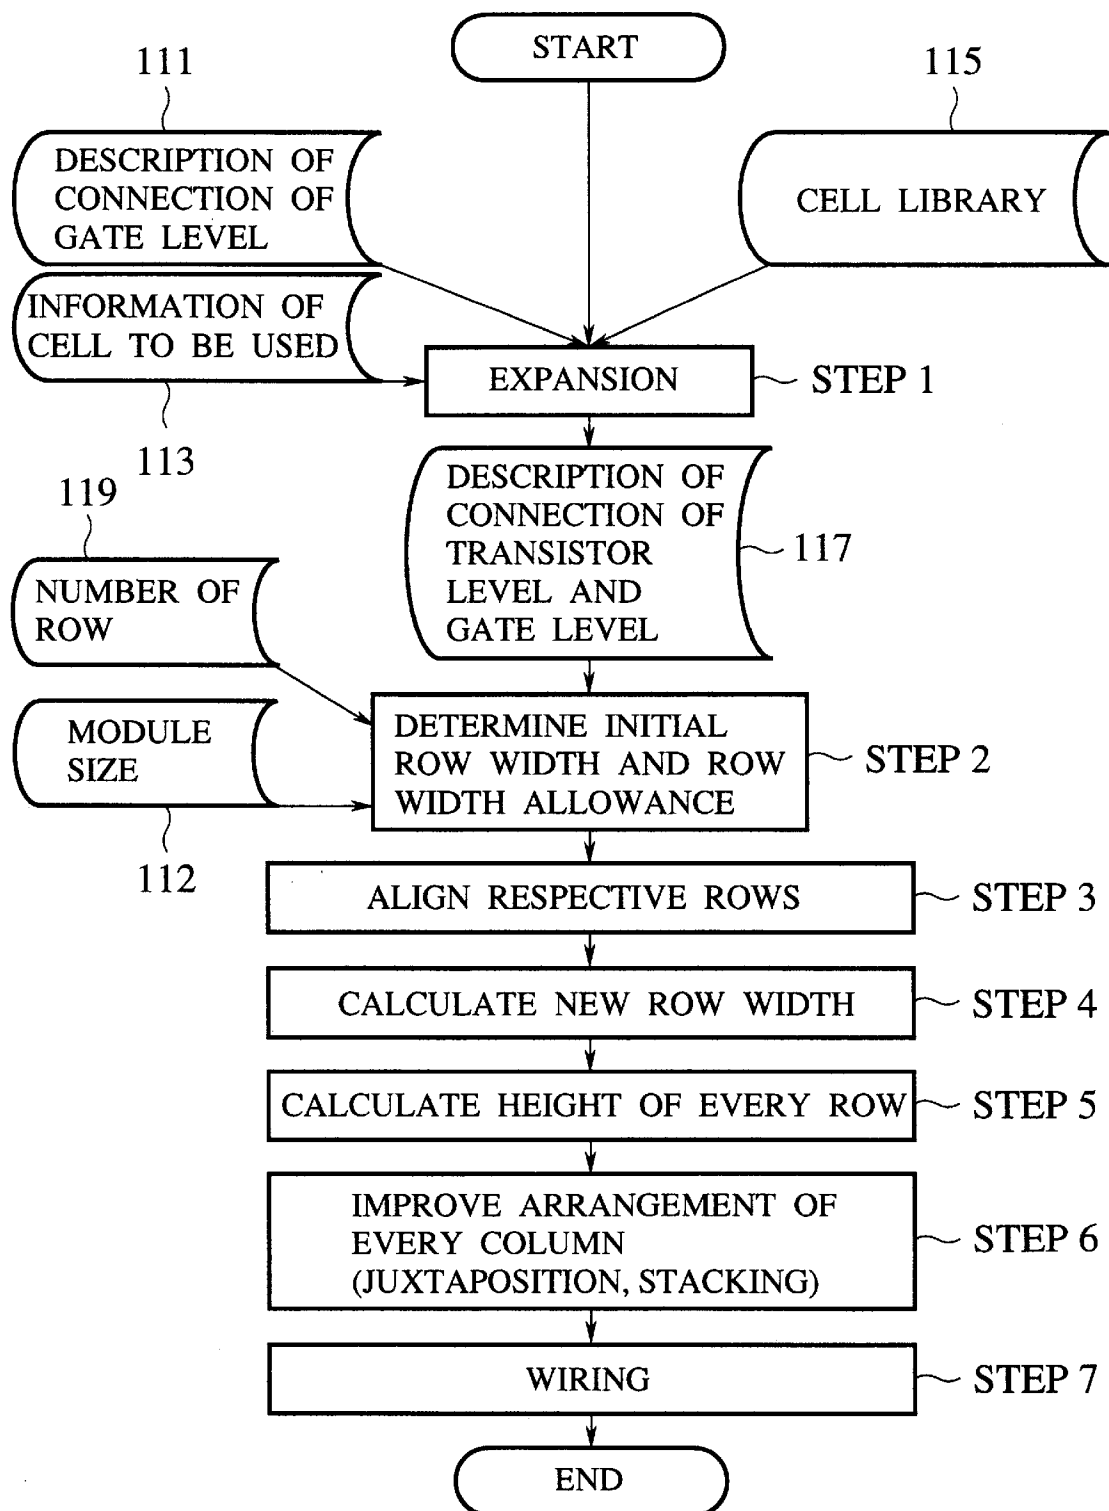 START
111
115
DESCRIPTION OF
CONNECTION OF
GATE LEVEL
CELL LIBRARY
INFORMATION OF
CELL TO BE USED
EXPANSION
STEP 1
113
119
DESCRIPTION OF
CONNECTION OF
TRANSISTOR
LEVEL AND
GATE LEVEL
117
NUMBER OF
ROW
MODULE
SIZE
DETERMINE INITIAL
ROW WIDTH AND ROW
WIDTH ALLOWANCE
STEP 2
112
ALIGN RESPECTIVE ROWS
STEP 3
CALCULATE NEW ROW WIDTH
STEP 4
CALCULATE HEIGHT OF EVERY ROW
STEP 5
IMPROVE ARRANGEMENT OF
EVERY COLUMN
(JUXTAPOSITION, STACKING)
STEP 6
WIRING
STEP 7
END